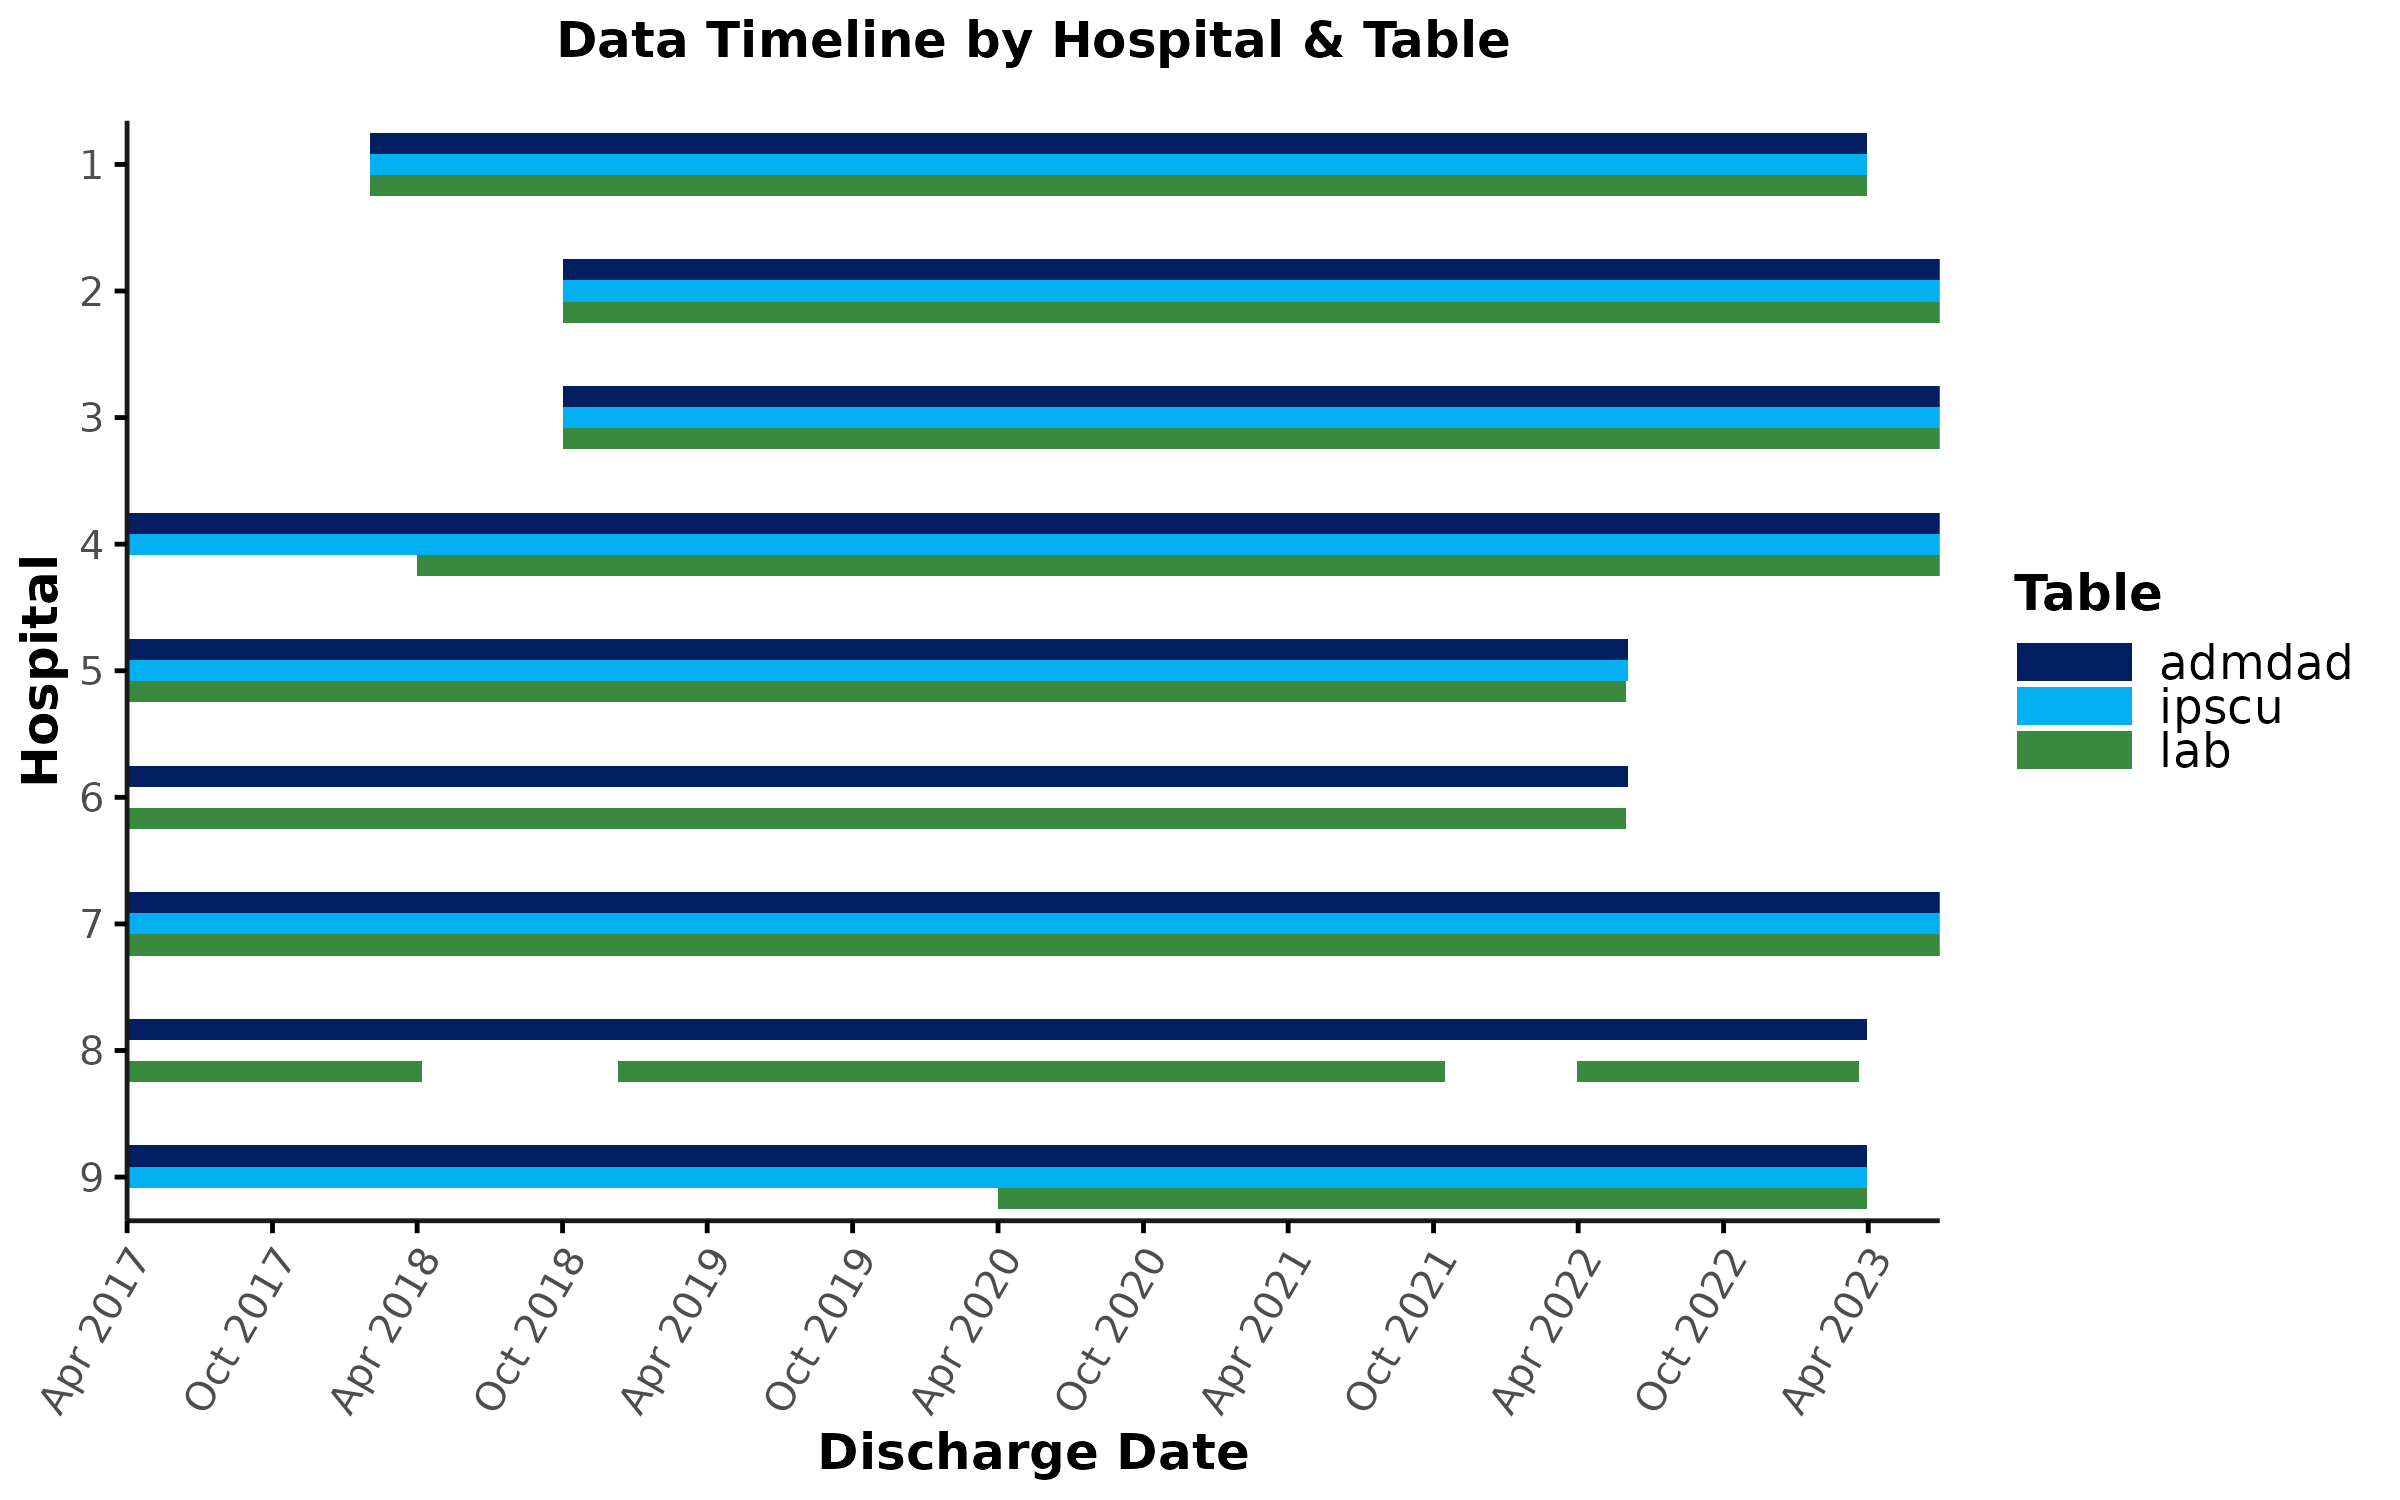 Data Timeline by Hospital & Table
Hospital
1
2
3
4
5
6
7
8
9
Apr 2017
Oct 2017
Apr 2018
Oct 2018
Apr 2019
Oct 2019
Apr 2020
Oct 2020
Apr 2021
Oct 2021
Apr 2022
Oct 2022
Apr 2023
Discharge Date
Table
admdad
ipscu
lab